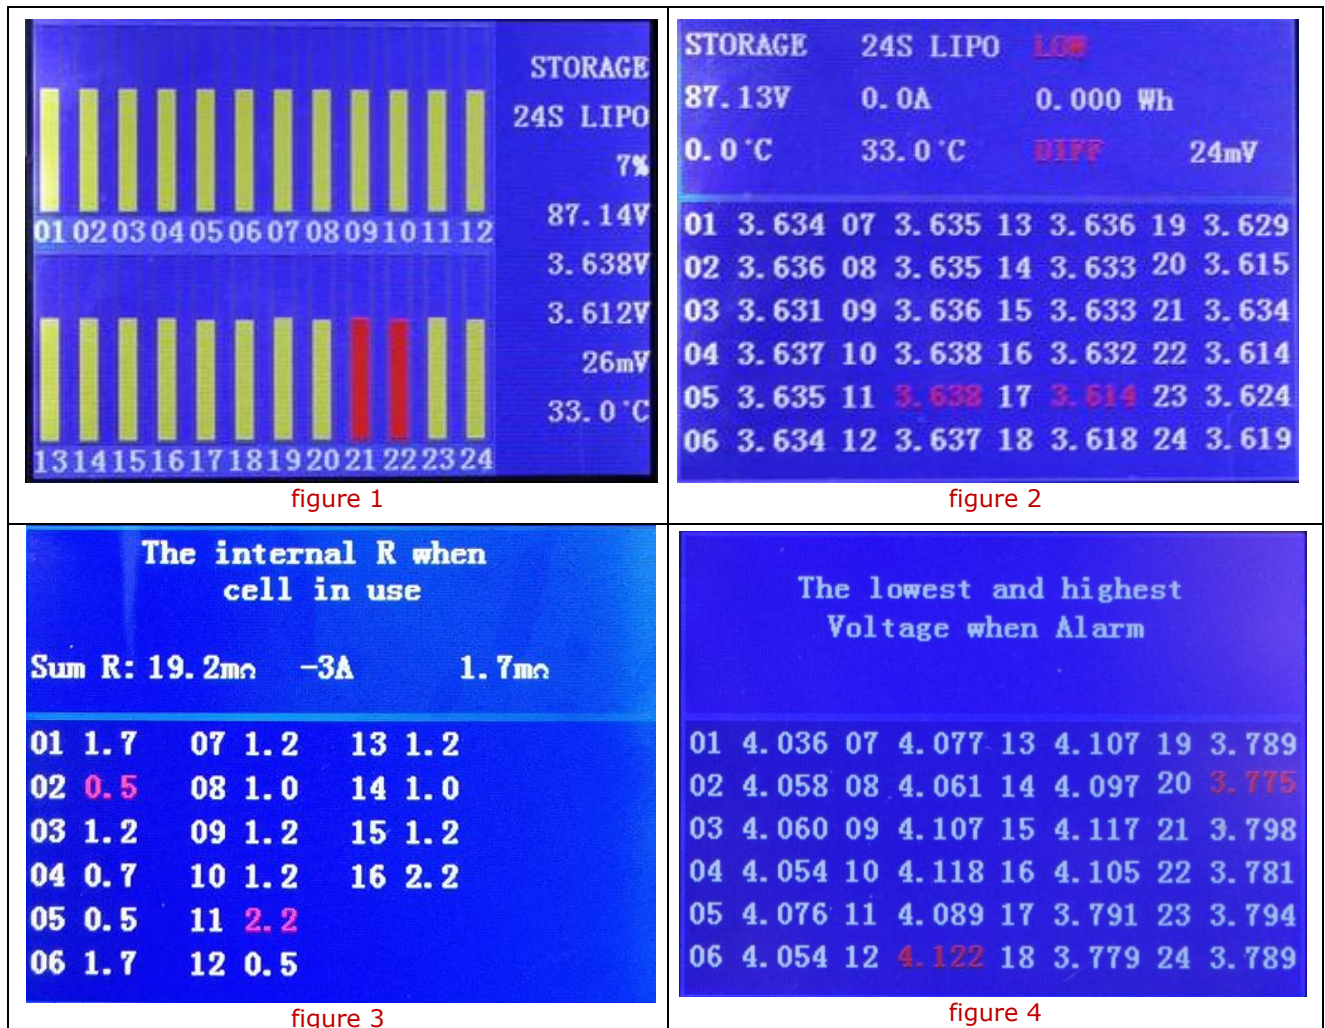 STORAGE
24S LIPO
7%
87.14V
3.638V
3.612V
26mV
33.0°C
01 02 03 04 05 06 07 08 09 10 11 12
13 14 15 16 17 18 19 20 21 22 23 24
figure 1
STORAGE 24S LIPO LOW
87.13V 0.0A 0.000 Wh
0.0°C 33.0°C DIFF 24mV
01 3.634 07 3.635 13 3.636 19 3.629
02 3.636 08 3.635 14 3.633 20 3.615
03 3.631 09 3.636 15 3.633 21 3.634
04 3.637 10 3.638 16 3.632 22 3.614
05 3.635 11 3.638 17 3.614 23 3.624
06 3.634 12 3.637 18 3.618 24 3.619
figure 2
The internal R when
cell in use
Sum R: 19.2mΩ -3A 1.7mΩ
01 1.7 07 1.2 13 1.2
02 0.5 08 1.0 14 1.0
03 1.2 09 1.2 15 1.2
04 0.7 10 1.2 16 2.2
05 0.5 11 2.2
06 1.7 12 0.5
figure 3
The lowest and highest
Voltage when Alarm
01 4.036 07 4.077 13 4.107 19 3.789
02 4.058 08 4.061 14 4.097 20 3.775
03 4.060 09 4.107 15 4.117 21 3.798
04 4.054 10 4.118 16 4.105 22 3.781
05 4.076 11 4.089 17 3.791 23 3.794
06 4.054 12 4.122 18 3.779 24 3.789
figure 4